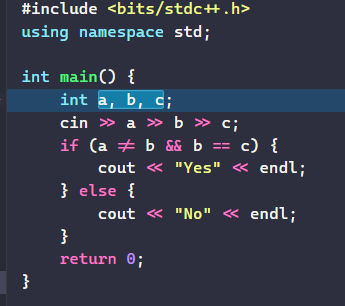 #include <bits/stdc++.h>
using namespace std;

int main() {
    int a, b, c;
    cin >> a >> b >> c;
    if (a != b && b == c) {
        cout << "Yes" << endl;
    } else {
        cout << "No" << endl;
    }
    return 0;
}